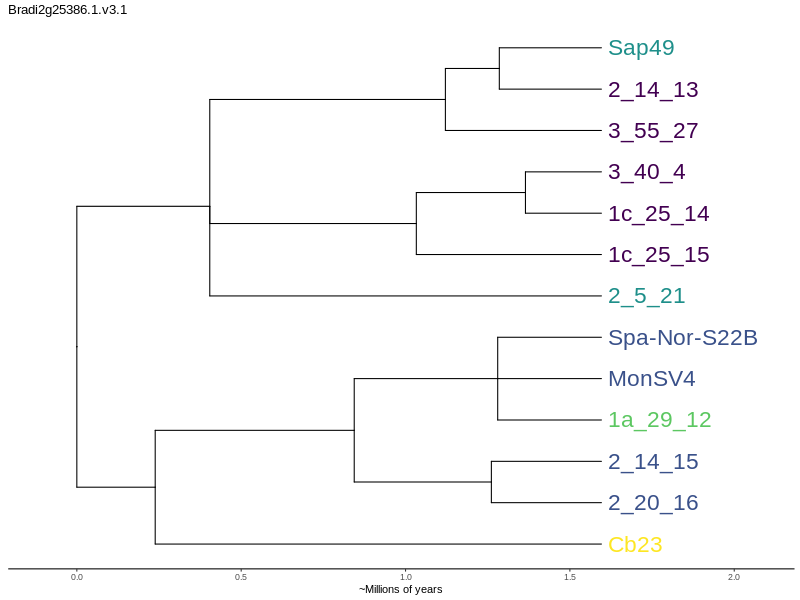 Bradi2g25386.1.v3.1
Sap49
2_14_13
3_55_27
3_40_4
1c_25_14
1c_25_15
2_5_21
Spa-Nor-S22B
MonSV4
1a_29_12
2_14_15
2_20_16
Cb23
0.0 0.5 1.0 1.5 2.0
~Millions of years